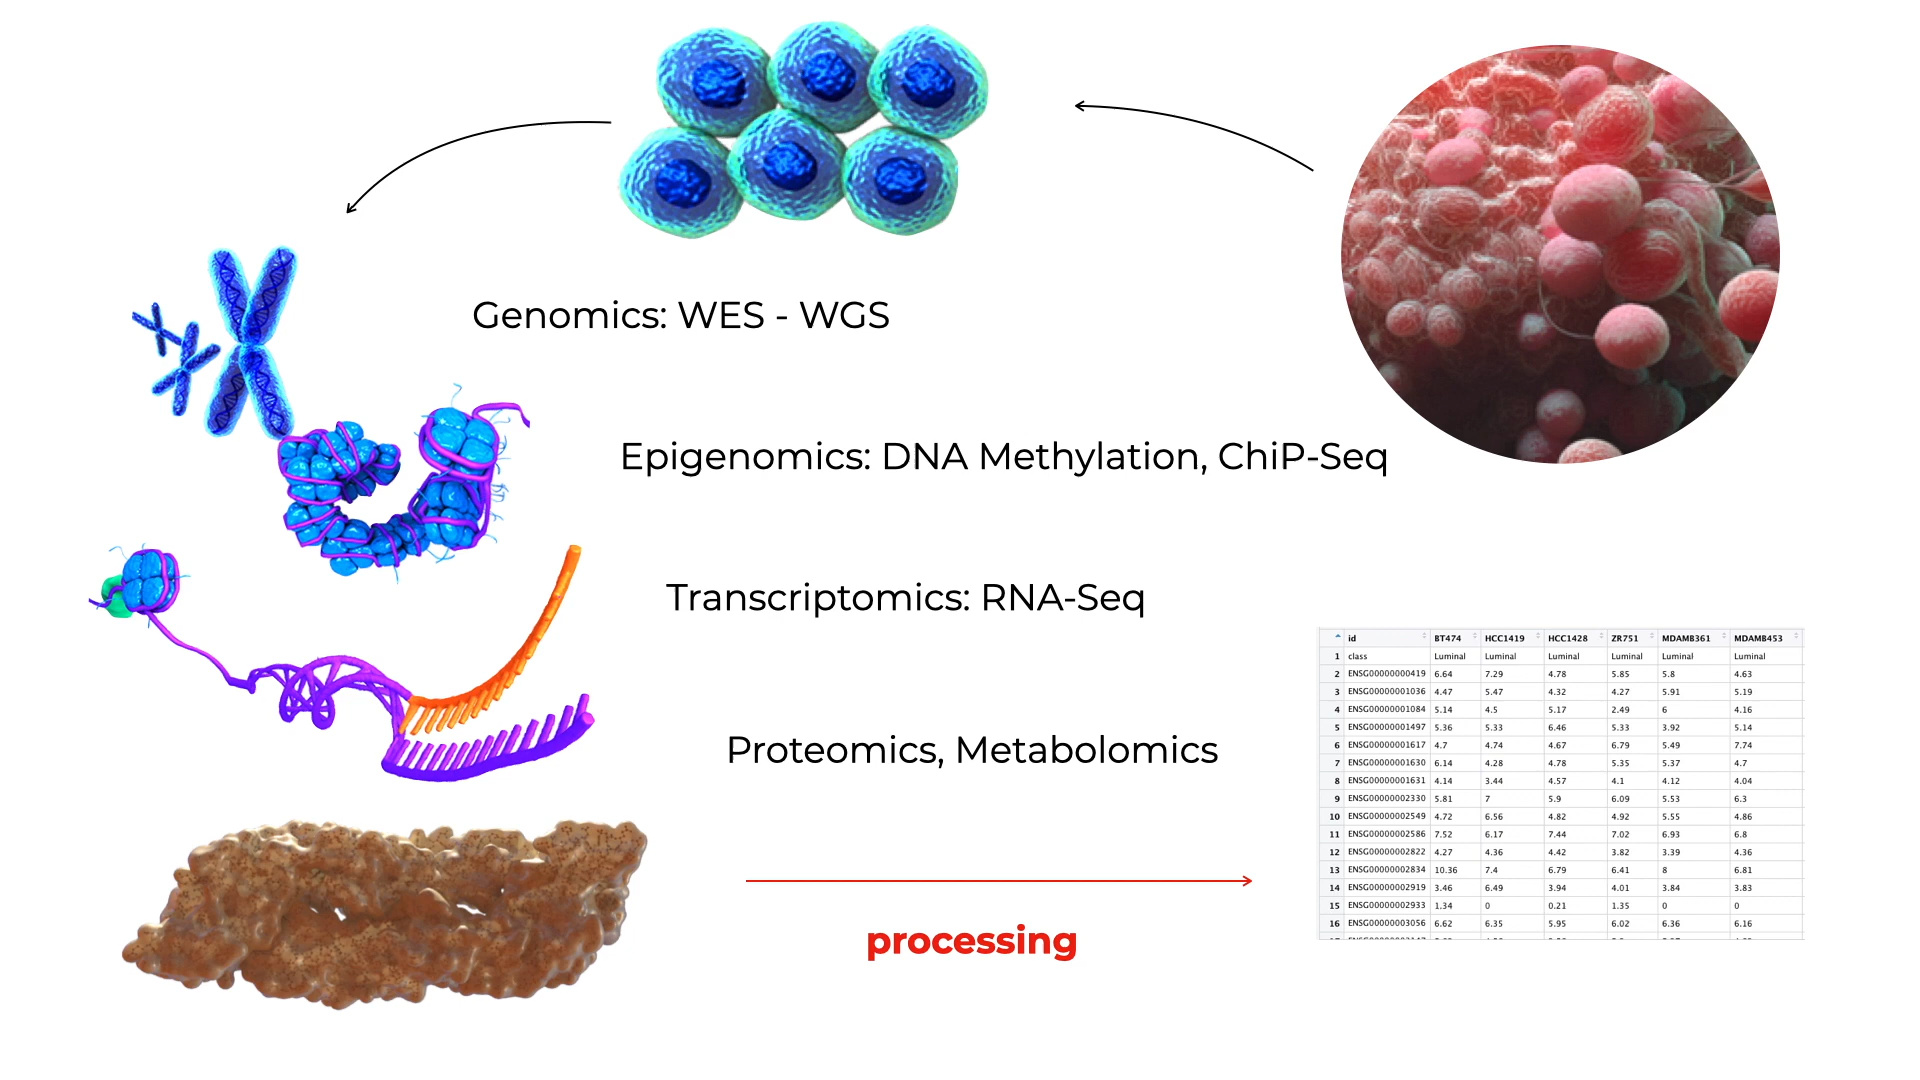 Genomics: WES - WGS
Epigenomics: DNA Methylation, ChiP-Seq
Transcriptomics: RNA-Seq
Proteomics, Metabolomics
processing
id BT474 HCC1419 HCC1428 ZR751 MDAMB361 MDAMB453
1 class Luminal Luminal Luminal Luminal Luminal Luminal
2 ENSG00000000419 6.64 7.29 4.78 5.85 5.8 4.63
3 ENSG00000001036 4.47 5.47 4.32 4.27 5.91 5.19
4 ENSG00000001084 5.14 4.5 5.17 2.49 6 4.16
5 ENSG00000001497 5.36 5.33 6.46 5.33 3.92 5.14
6 ENSG00000001617 4.7 4.74 4.67 6.79 5.49 7.74
7 ENSG00000001630 6.14 4.28 4.78 5.35 5.37 4.7
8 ENSG00000001631 4.14 3.44 4.57 4.1 4.12 4.04
9 ENSG00000002330 5.81 7 5.9 6.09 5.53 6.3
10 ENSG00000002549 4.72 6.56 4.82 4.92 5.55 4.86
11 ENSG00000002586 7.52 6.17 7.44 7.02 6.93 6.8
12 ENSG00000002822 4.27 4.36 4.42 3.82 3.39 4.36
13 ENSG00000002834 10.36 7.4 6.79 6.41 8 6.81
14 ENSG00000002919 3.46 6.49 3.94 4.01 3.84 3.83
15 ENSG00000002933 1.34 0 0.21 1.35 0 0
16 ENSG00000003056 6.62 6.35 5.95 6.02 6.36 6.16